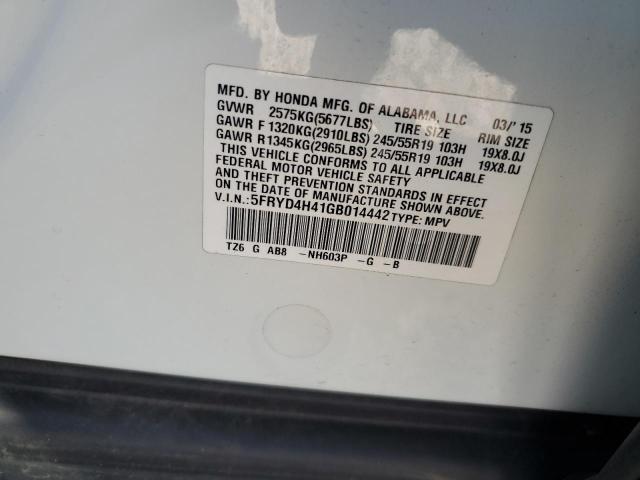 MFD. BY HONDA MFG. OF ALABAMA, LLC 03/'15
GVWR 2575KG(5677LBS) TIRE SIZE RIM SIZE
GAWR F 1320KG(2910LBS) 245/55R19 103H 19X8.0J
GAWR R1345KG(2965LBS) 245/55R19 103H 19X8.0J
THIS VEHICLE CONFORMS TO ALL APPLICABLE
FEDERAL MOTOR VEHICLE SAFETY
AND THEFT PREVENTION STANDARDS IN EFFECT
ON THE DATE OF MANUFACTURE SHOWN ABOVE.
V.I.N.: 5FRYD4H41GB014442 TYPE: MPV
TZ6 G AB8 -NH603P -G -B